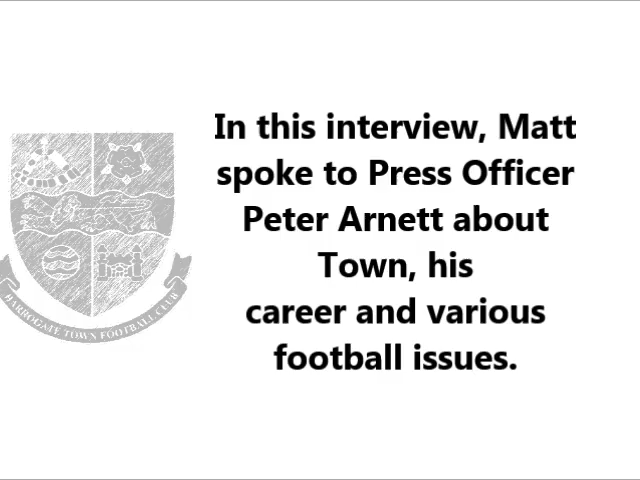 In this interview, Matt
spoke to Press Officer
Peter Arnett about
Town, his
career and various
football issues.
HARROGATE TOWN FOOTBALL CLUB